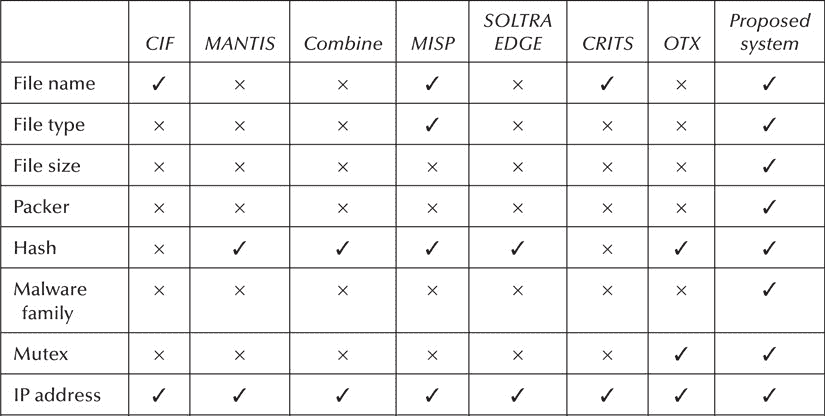 CIF MANTIS Combine MISP SOLTRA EDGE CRITS OTX Proposed system
File name ✓ × × ✓ × ✓ × ✓
File type × × × ✓ × × × ✓
File size × × × × × × × ✓
Packer × × × × × × × ✓
Hash × ✓ ✓ ✓ ✓ × ✓ ✓
Malware family × × × × × × × ✓
Mutex × × × × × × ✓ ✓
IP address ✓ ✓ ✓ ✓ ✓ ✓ ✓ ✓